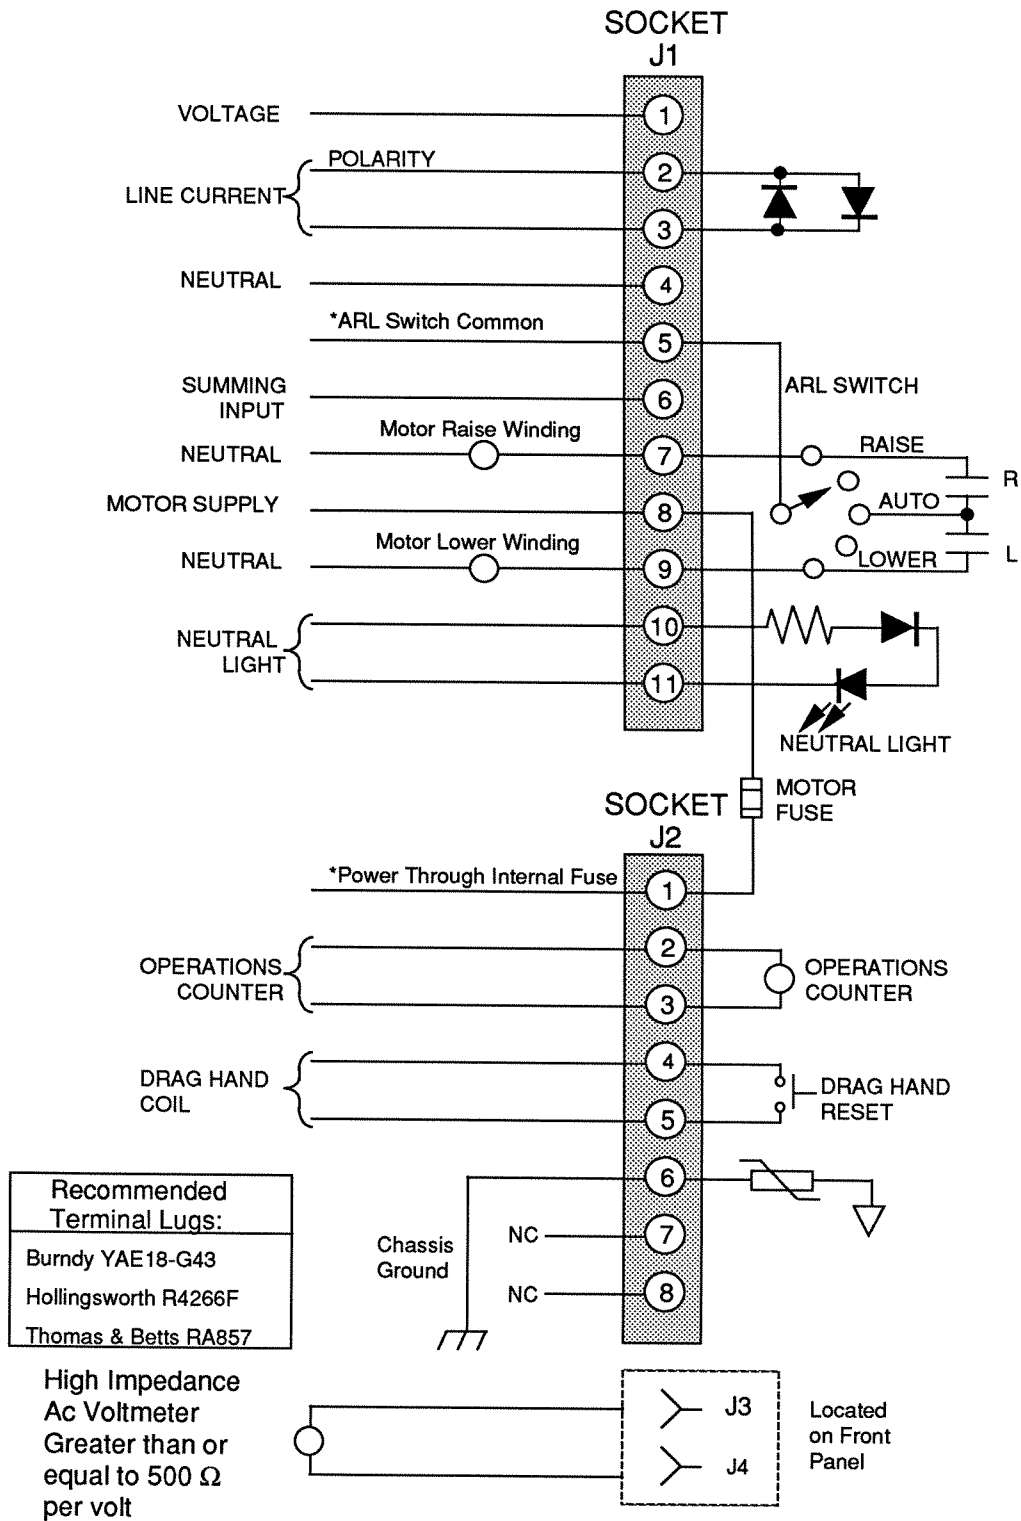 SOCKET
J1
VOLTAGE
1
POLARITY
2
LINE CURRENT
3
NEUTRAL
4
*ARL Switch Common
5
ARL SWITCH
SUMMING
INPUT
6
Motor Raise Winding
NEUTRAL
7
RAISE
R
MOTOR SUPPLY
8
AUTO
Motor Lower Winding
NEUTRAL
9
LOWER
L
10
NEUTRAL
LIGHT
11
NEUTRAL LIGHT
MOTOR
FUSE
SOCKET
J2
*Power Through Internal Fuse
1
2
OPERATIONS
COUNTER
3
OPERATIONS
COUNTER
4
DRAG HAND
COIL
5
DRAG HAND
RESET
6
Chassis
Ground
NC
7
NC
8
Recommended
Terminal Lugs:
Burndy YAE18-G43
Hollingsworth R4266F
Thomas & Betts RA857
High Impedance
Ac Voltmeter
Greater than or
equal to 500 Ω
per volt
J3
J4
Located
on Front
Panel